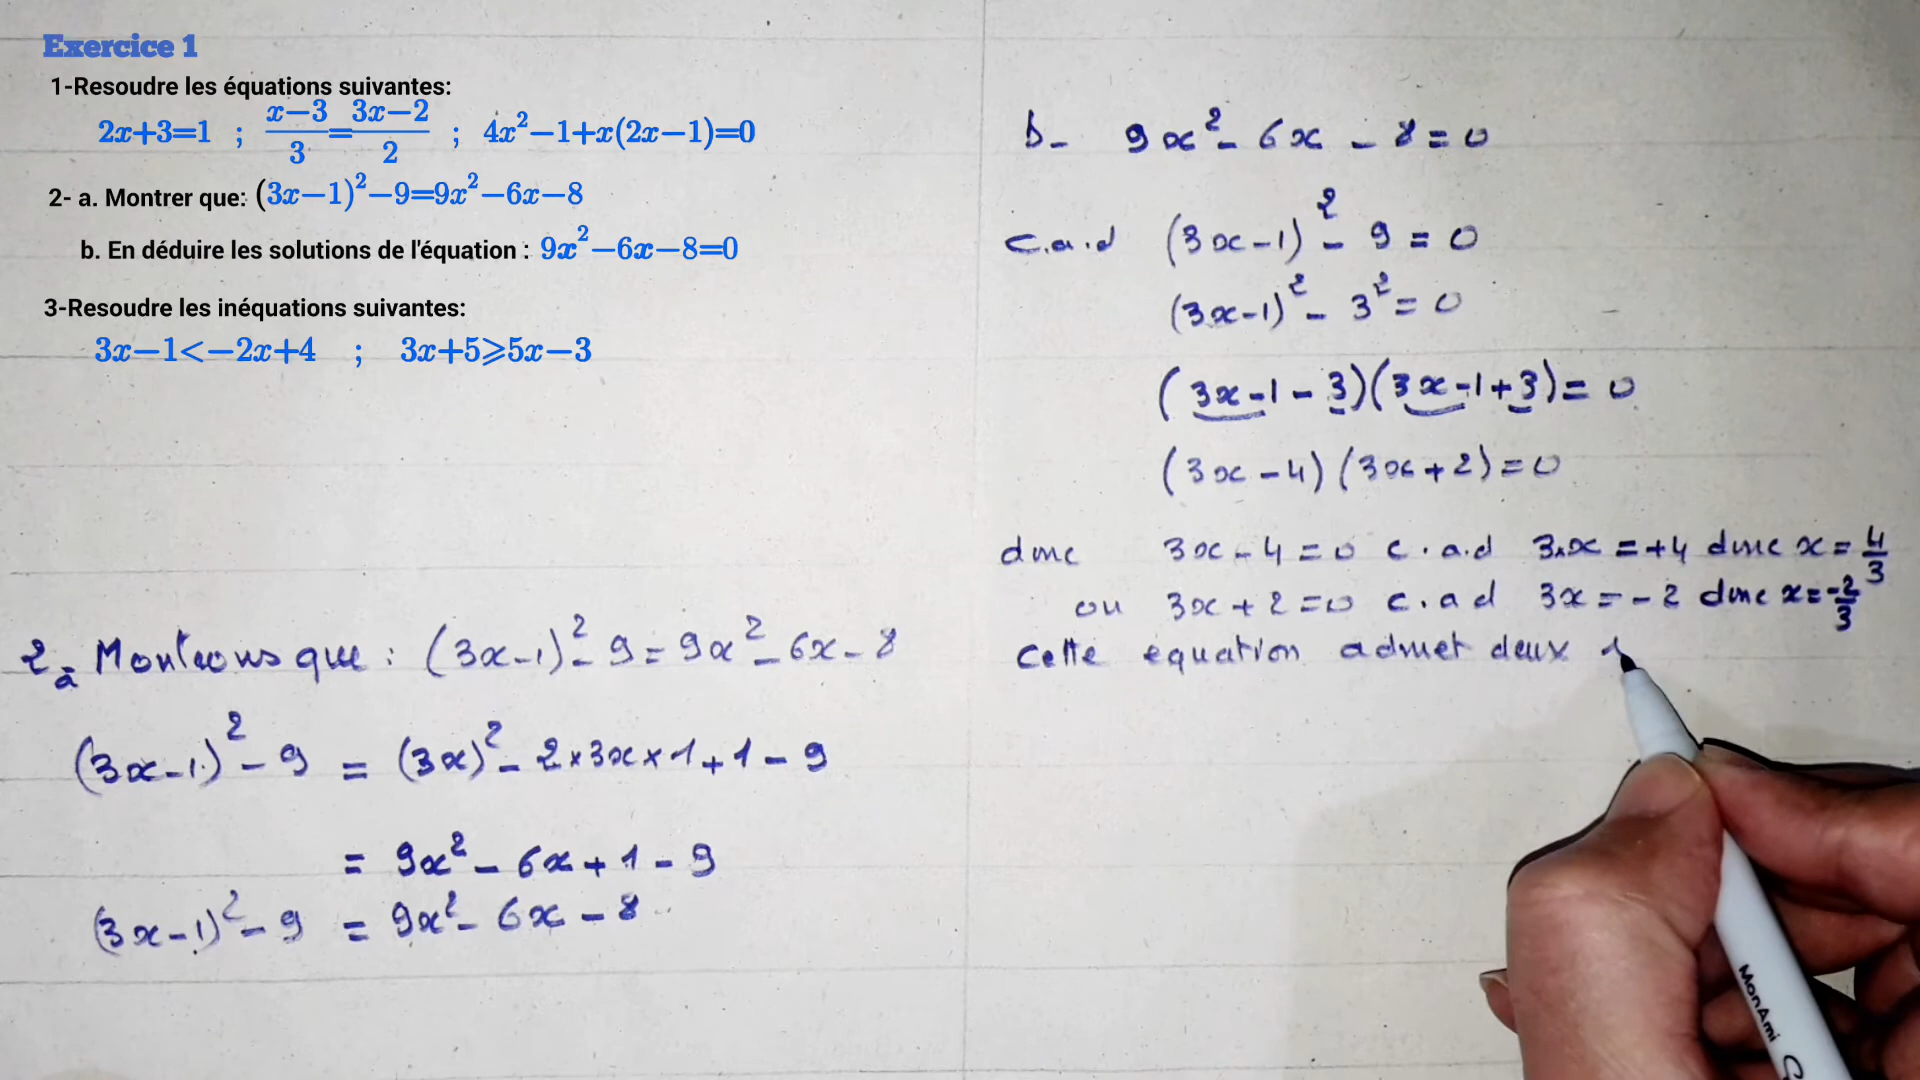 Exercice 1
1-Resoudre les équations suivantes:
2x+3=1 ; x−3/3=3x−2/2 ; 4x²−1+x(2x−1)=0
2- a. Montrer que: (3x−1)²−9=9x²−6x−8
b. En déduire les solutions de l'équation : 9x²−6x−8=0
3-Resoudre les inéquations suivantes:
3x−1<−2x+4 ; 3x+5⩾5x−3
2-a Montrons que : (3x-1)² - 9 = 9x² - 6x - 8
(3x-1)² - 9 = (3x)² - 2×3x×1 + 1 - 9
= 9x² - 6x + 1 - 9
(3x-1)² - 9 = 9x² - 6x - 8
b- 9x² - 6x - 8 = 0
c.a.d (3x-1)² - 9 = 0
(3x-1)² - 3² = 0
(3x-1-3)(3x-1+3) = 0
(3x-4)(3x+2) = 0
donc 3x-4=0 c.a.d 3×x = +4 donc x = 4/3
ou 3x+2=0 c.a.d 3x = -2 donc x = -2/3
cette equation admet deux
MonAmi